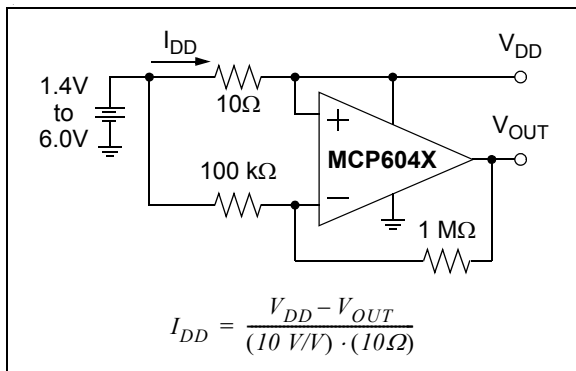 I_DD
V_DD
1.4V
to
6.0V
10Ω
V_OUT
+
MCP604X
100 kΩ
–
1 MΩ
I_DD = (V_DD – V_OUT) / ((10 V/V) · (10Ω))